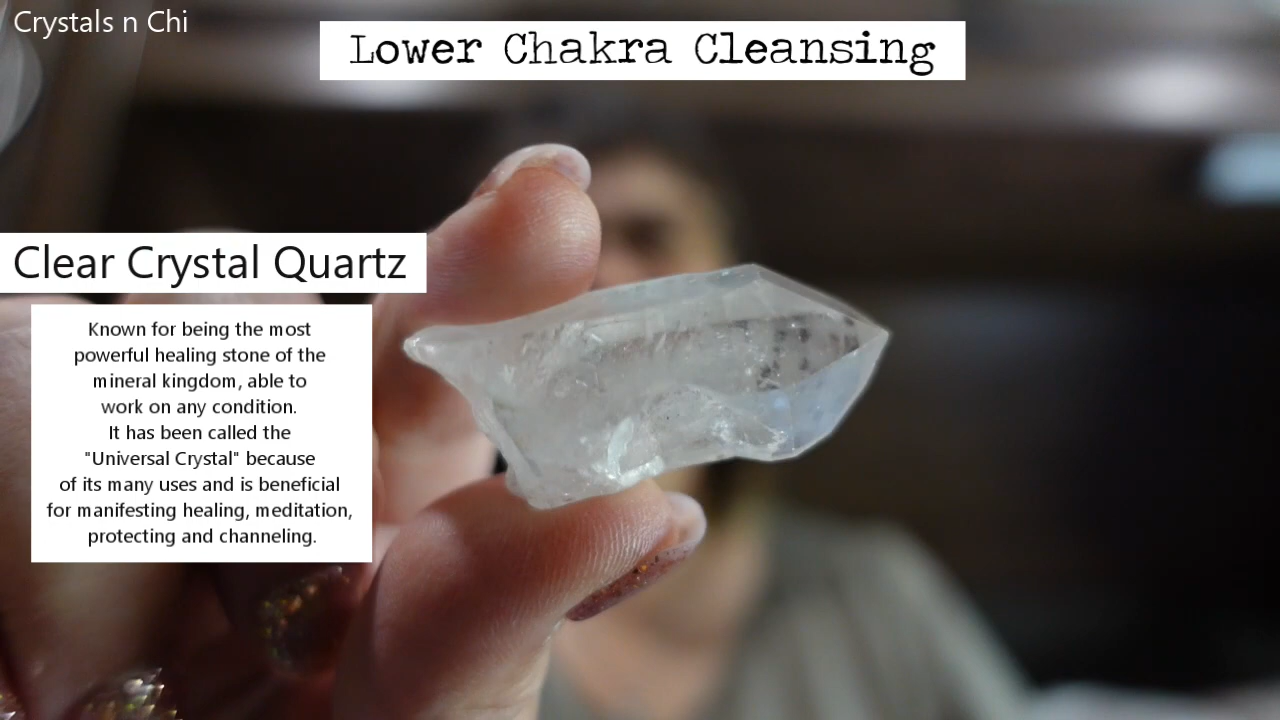 Crystals n Chi
Lower Chakra Cleansing
Clear Crystal Quartz
Known for being the most
powerful healing stone of the
mineral kingdom, able to
work on any condition.
It has been called the
"Universal Crystal" because
of its many uses and is beneficial
for manifesting healing, meditation,
protecting and channeling.